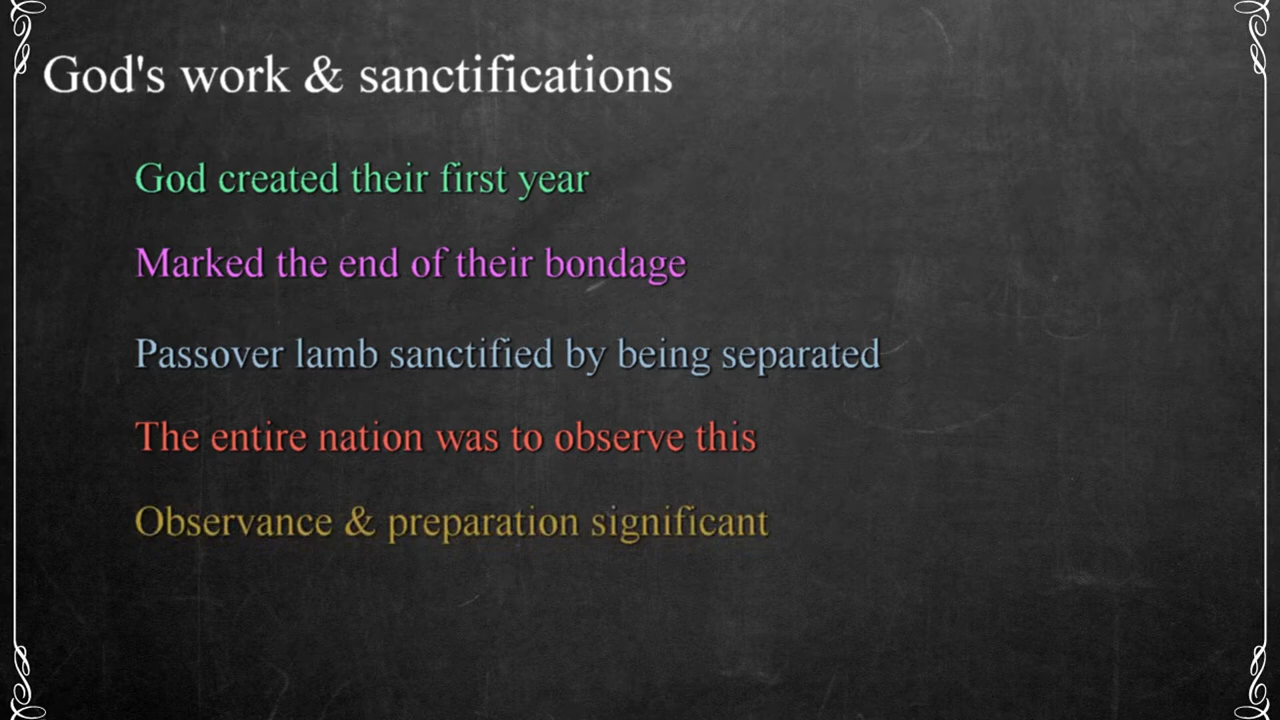 God's work & sanctifications
God created their first year
Marked the end of their bondage
Passover lamb sanctified by being separated
The entire nation was to observe this
Observance & preparation significant